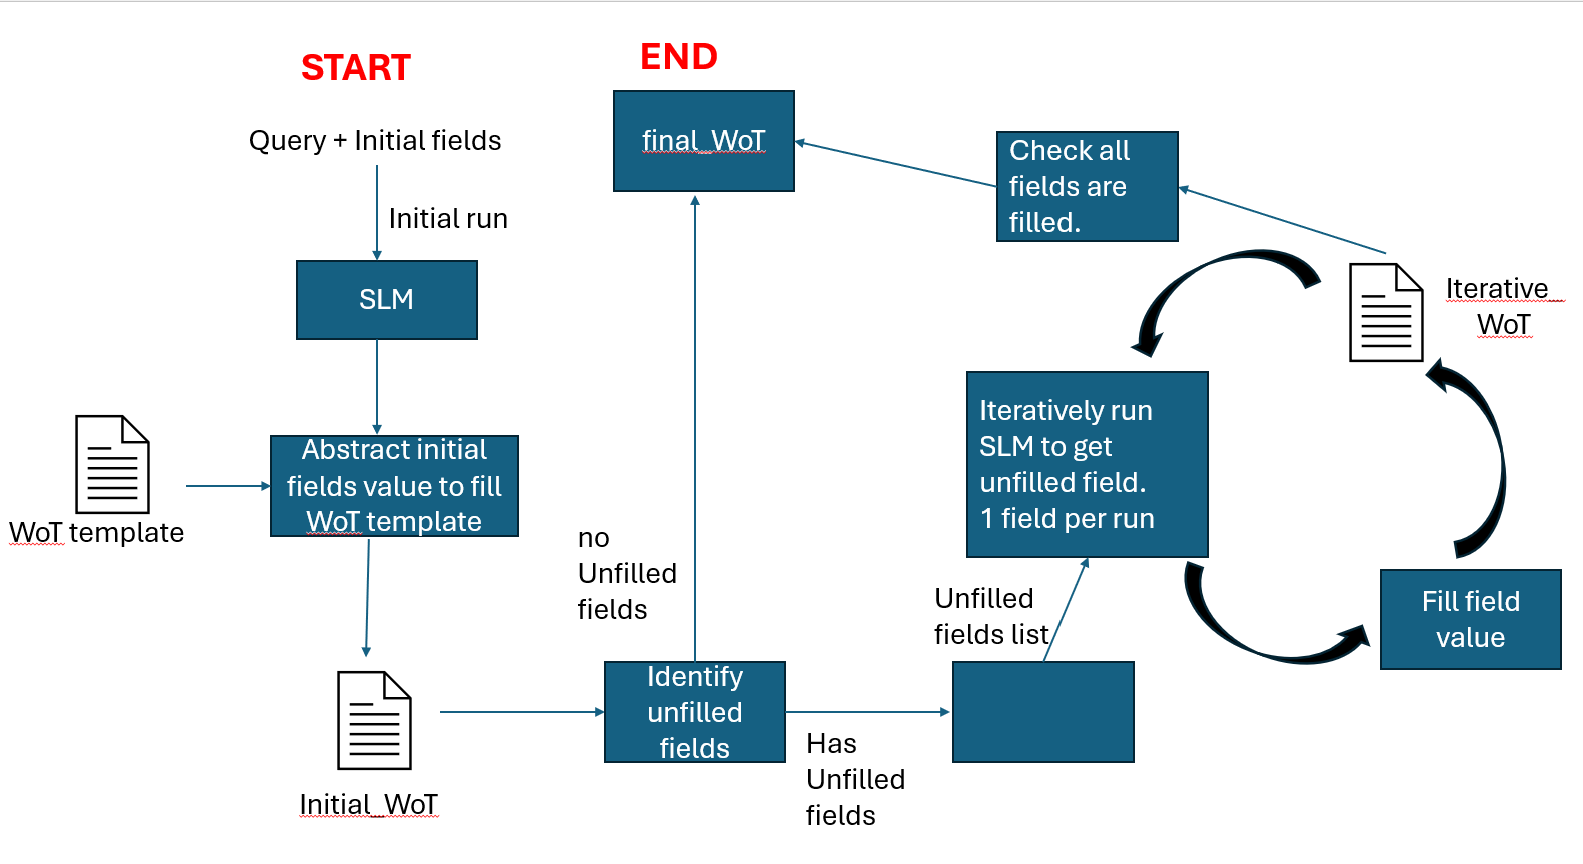 START
Query + Initial fields
Initial run
SLM
Abstract initial
fields value to fill
WoT template
WoT template
Initial_WoT
Identify
unfilled
fields
no
Unfilled
fields
END
final_WoT
Has
Unfilled
fields
Unfilled
fields list
Iteratively run
SLM to get
unfilled field.
1 field per run
Fill field
value
Iterative_
WoT
Check all
fields are
filled.